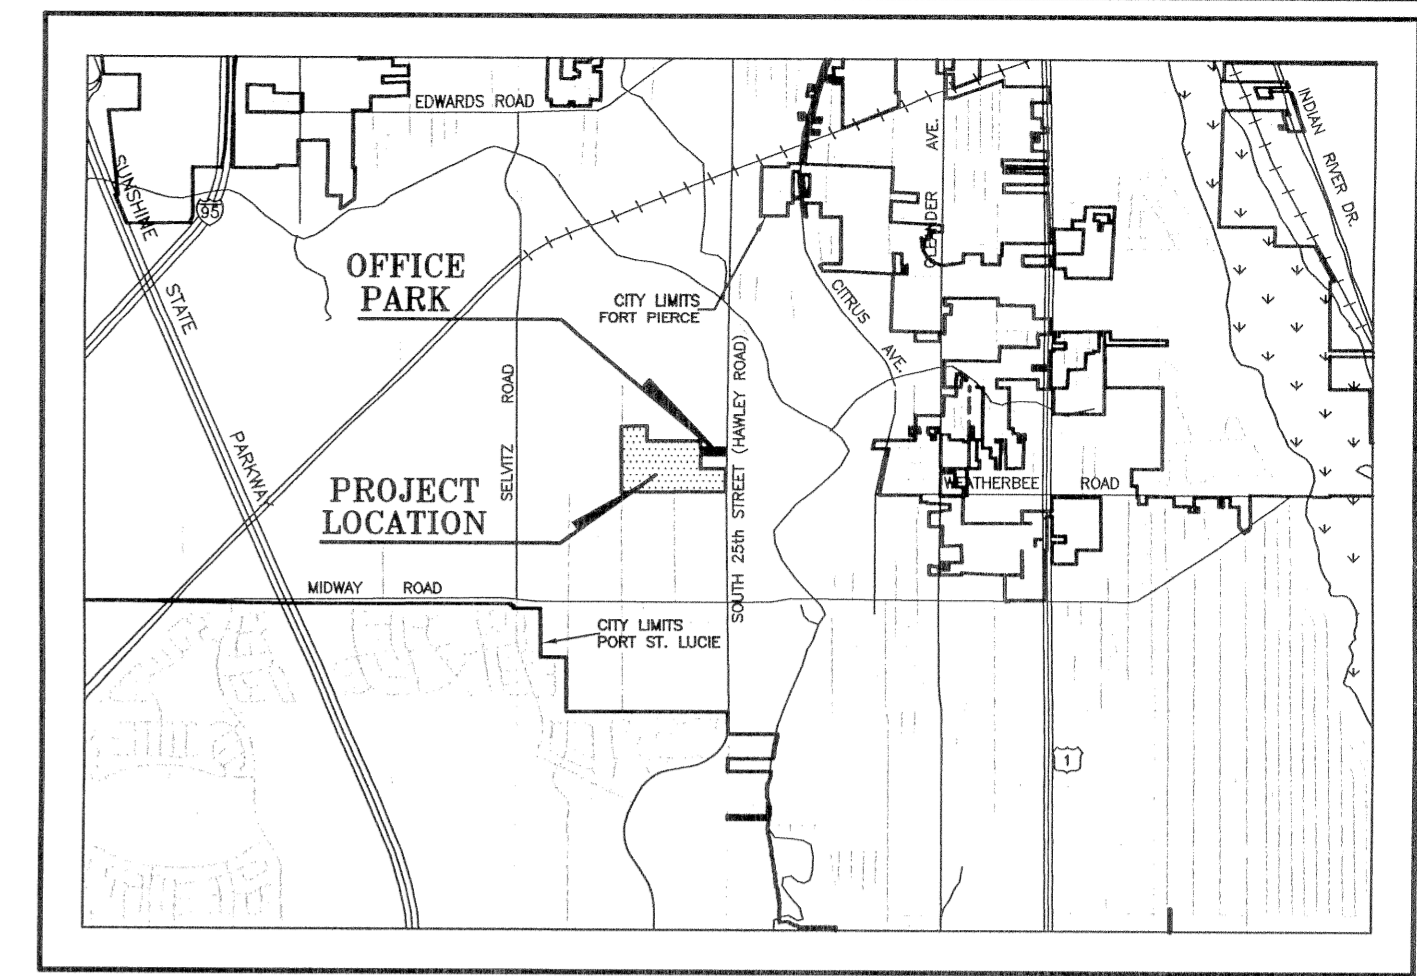 EDWARDS ROAD
AVE.
INDIAN RIVER DR.
SUNSHINE
95
OFFICE
PARK
CITY LIMITS
FORT PIERCE
CITRUS
AVE.
STATE
SELVITZ ROAD
SOUTH 25th STREET (HAWLEY ROAD)
PARKWAY
PROJECT
LOCATION
WEATHERBEE ROAD
MIDWAY ROAD
CITY LIMITS
PORT ST. LUCIE
1